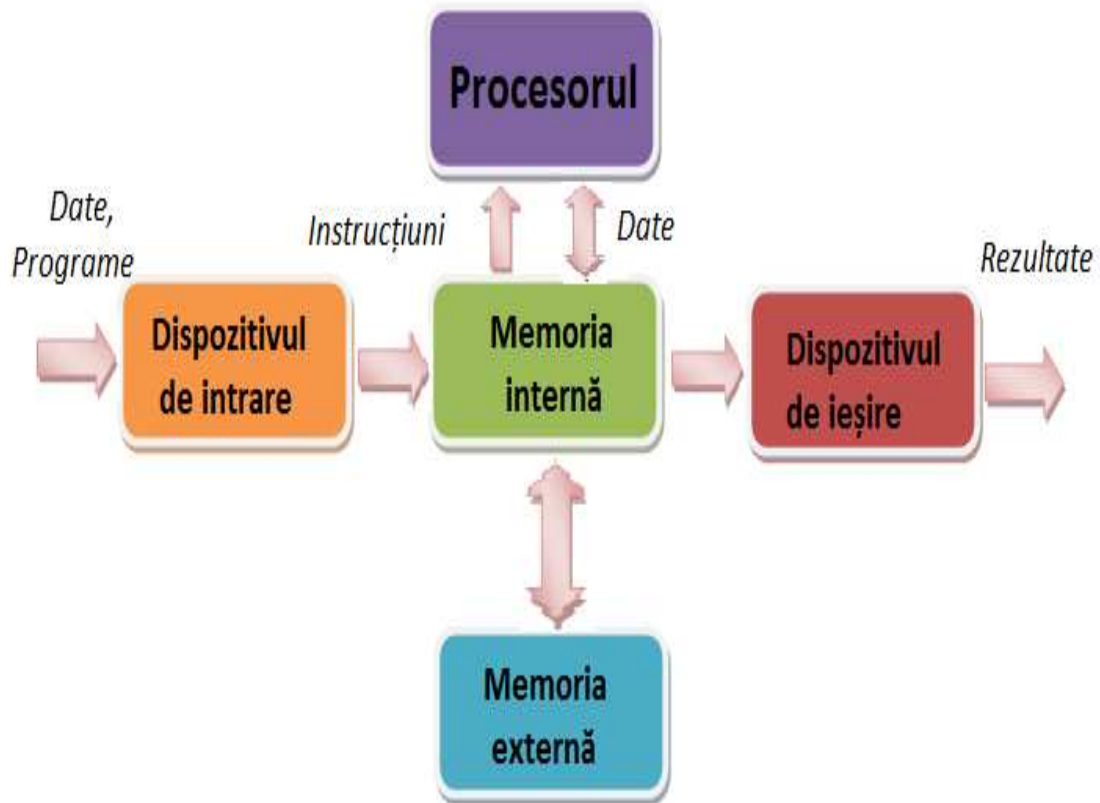 Procesorul
Date,
Programe
Instrucțiuni
Date
Rezultate
Dispozitivul
de intrare
Memoria
internă
Dispozitivul
de ieșire
Memoria
externă